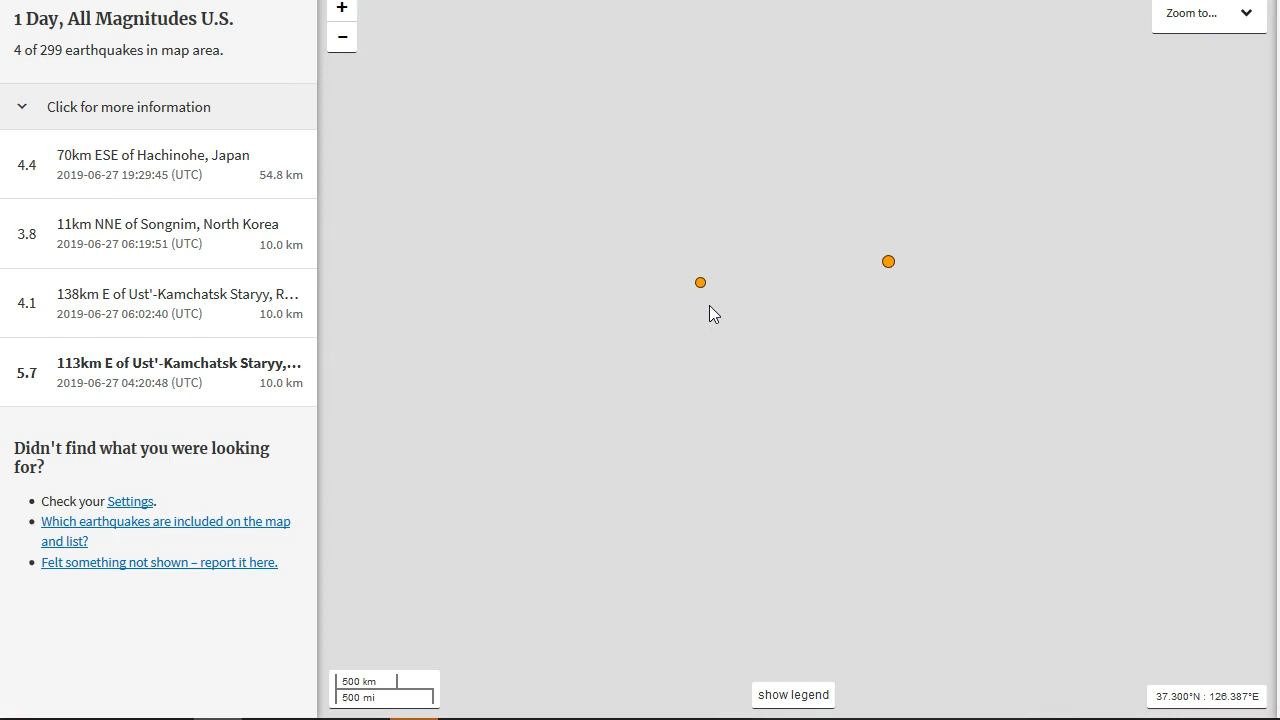 1 Day, All Magnitudes U.S.
4 of 299 earthquakes in map area.
Click for more information
4.4
70km ESE of Hachinohe, Japan
2019-06-27 19:29:45 (UTC) 54.8 km
3.8
11km NNE of Songnim, North Korea
2019-06-27 06:19:51 (UTC) 10.0 km
4.1
138km E of Ust'-Kamchatsk Staryy, R...
2019-06-27 06:02:40 (UTC) 10.0 km
5.7
113km E of Ust'-Kamchatsk Staryy,...
2019-06-27 04:20:48 (UTC) 10.0 km
Didn't find what you were looking
for?
• Check your Settings.
• Which earthquakes are included on the map
and list?
• Felt something not shown – report it here.
+
−
Zoom to...
500 km
500 mi
show legend
37.300°N : 126.387°E